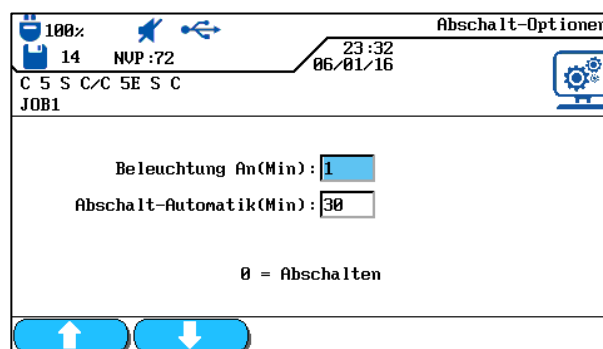 100% Abschalt-Optionen
14 NVP:72 23:32
06/01/16
C 5 S C/C 5E S C
JOB1
Beleuchtung An(Min): 1
Abschalt-Automatik(Min): 30
0 = Abschalten